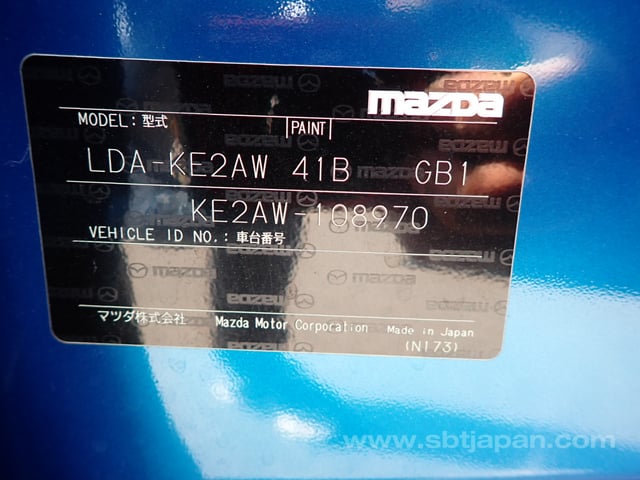 mazda
MODEL: 型式 PAINT
LDA-KE2AW 41B GB1
KE2AW-108970
VEHICLE ID NO.: 車台番号
マツダ株式会社 Mazda Motor Corporation Made in Japan
(N173)
www.sbtjapan.com